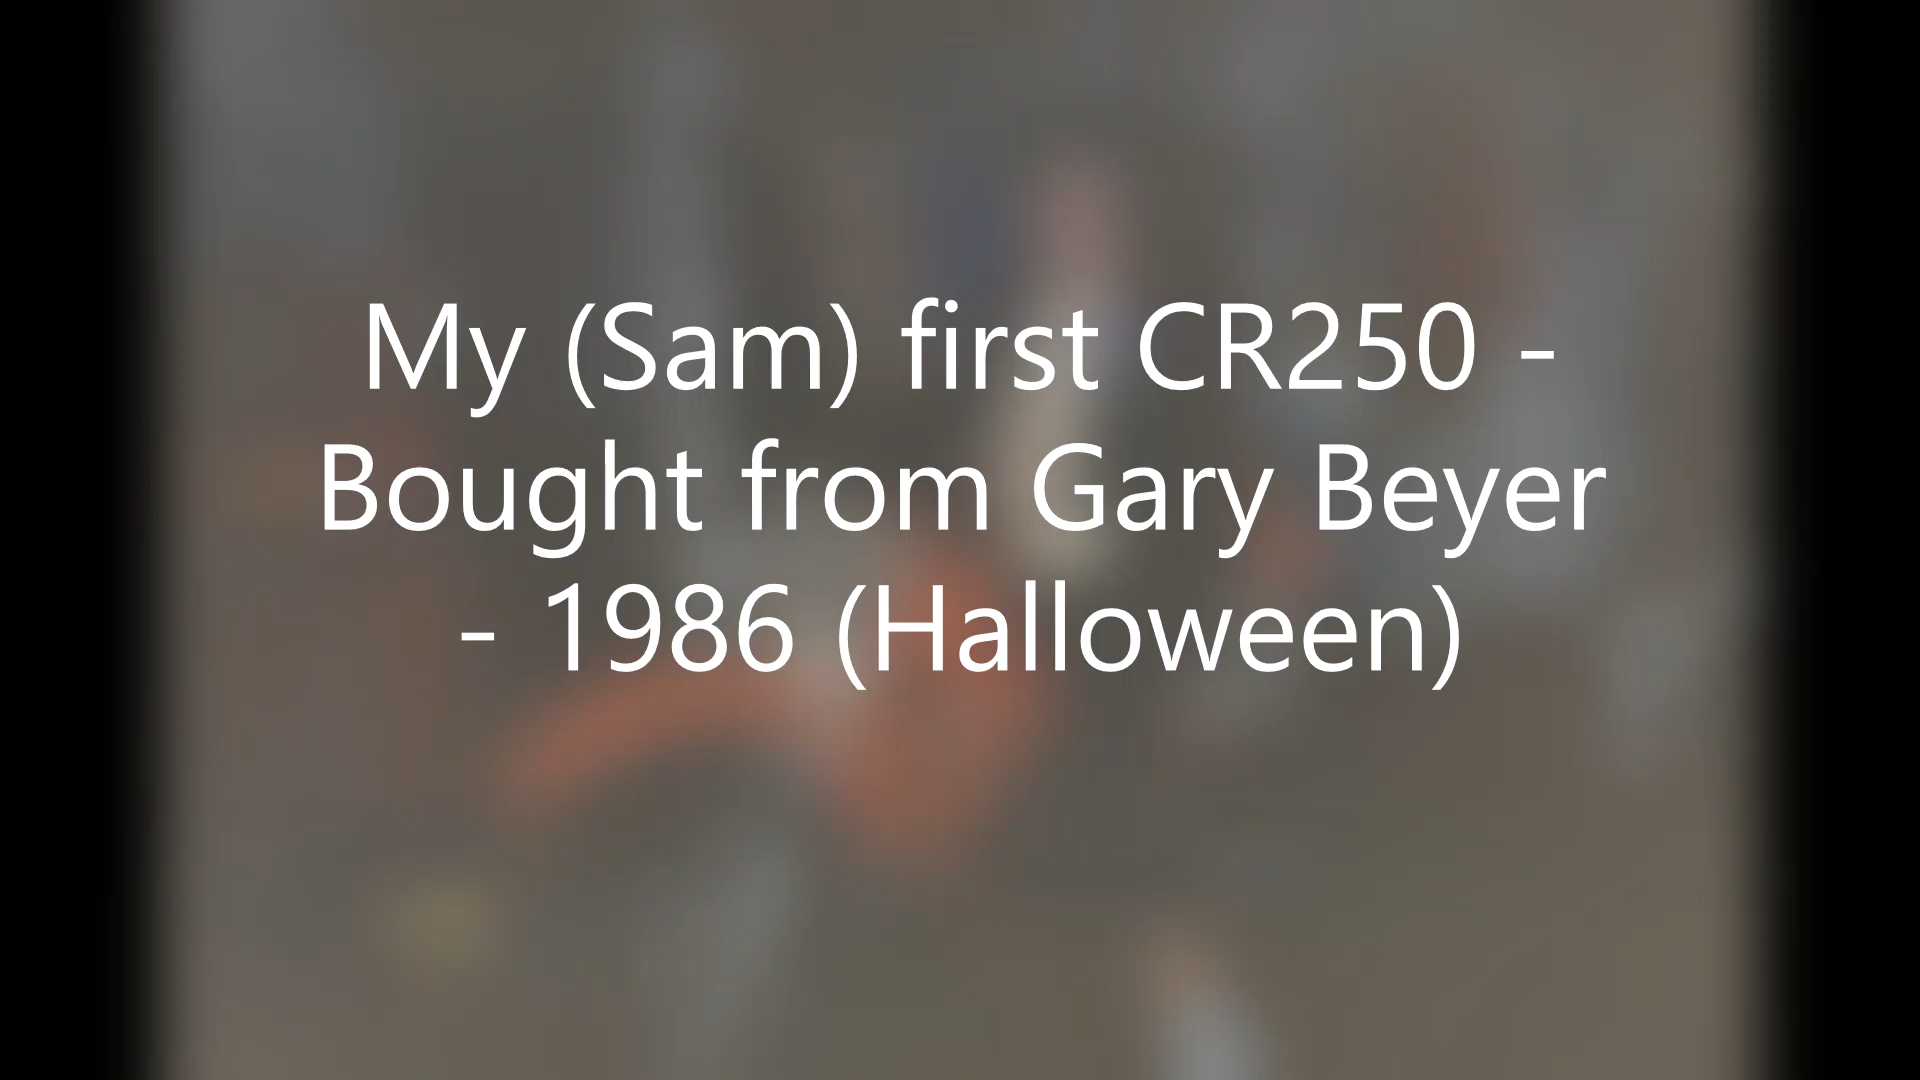 My (Sam) first CR250 -
Bought from Gary Beyer
- 1986 (Halloween)